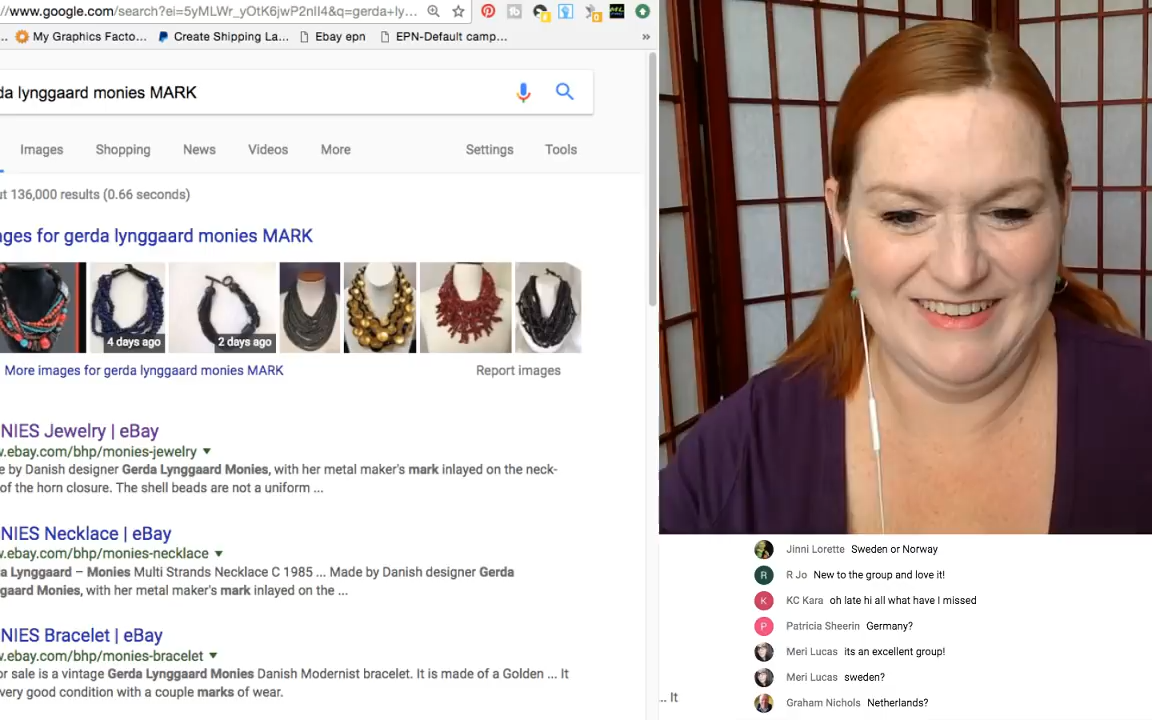 //www.google.com/search?ei=5yMLWr_yOtK6jwP2nII4&q=gerda+ly...
... My Graphics Facto... Create Shipping La... Ebay epn EPN-Default camp... »
da lynggaard monies MARK
Images Shopping News Videos More Settings Tools
ut 136,000 results (0.66 seconds)
ages for gerda lynggaard monies MARK
4 days ago 2 days ago
More images for gerda lynggaard monies MARK Report images
NIES Jewelry | eBay
w.ebay.com/bhp/monies-jewelry
e by Danish designer Gerda Lynggaard Monies, with her metal maker's mark inlayed on the neck-
of the horn closure. The shell beads are not a uniform ...
NIES Necklace | eBay
w.ebay.com/bhp/monies-necklace
a Lynggaard – Monies Multi Strands Necklace C 1985 ... Made by Danish designer Gerda
gaard Monies, with her metal maker's mark inlayed on the ...
NIES Bracelet | eBay
w.ebay.com/bhp/monies-bracelet
or sale is a vintage Gerda Lynggaard Monies Danish Modernist bracelet. It is made of a Golden ... It
very good condition with a couple marks of wear.
... It
Jinni Lorette Sweden or Norway
R R Jo New to the group and love it!
K KC Kara oh late hi all what have I missed
P Patricia Sheerin Germany?
Meri Lucas its an excellent group!
Meri Lucas sweden?
Graham Nichols Netherlands?